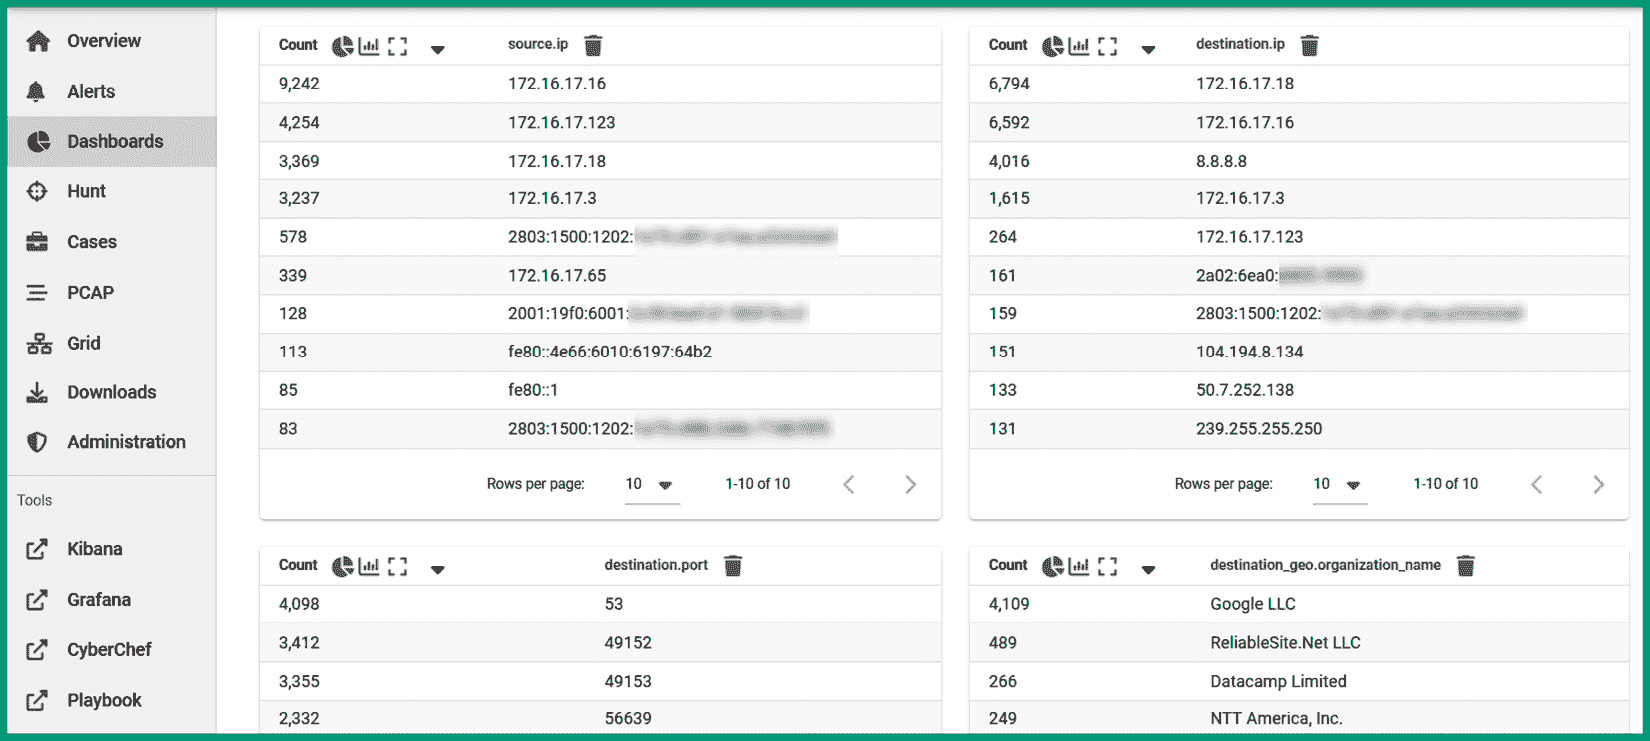 Overview
Alerts
Dashboards
Hunt
Cases
PCAP
Grid
Downloads
Administration
Tools
Kibana
Grafana
CyberChef
Playbook
Count source.ip
9,242 172.16.17.16
4,254 172.16.17.123
3,369 172.16.17.18
3,237 172.16.17.3
578 2803:1500:1202:
339 172.16.17.65
128 2001:19f0:6001:
113 fe80::4e66:6010:6197:64b2
85 fe80::1
83 2803:1500:1202:
Rows per page: 10 1-10 of 10
Count destination.ip
6,794 172.16.17.18
6,592 172.16.17.16
4,016 8.8.8.8
1,615 172.16.17.3
264 172.16.17.123
161 2a02:6ea0:
159 2803:1500:1202:
151 104.194.8.134
133 50.7.252.138
131 239.255.255.250
Rows per page: 10 1-10 of 10
Count destination.port
4,098 53
3,412 49152
3,355 49153
2,332 56639
Count destination_geo.organization_name
4,109 Google LLC
489 ReliableSite.Net LLC
266 Datacamp Limited
249 NTT America, Inc.